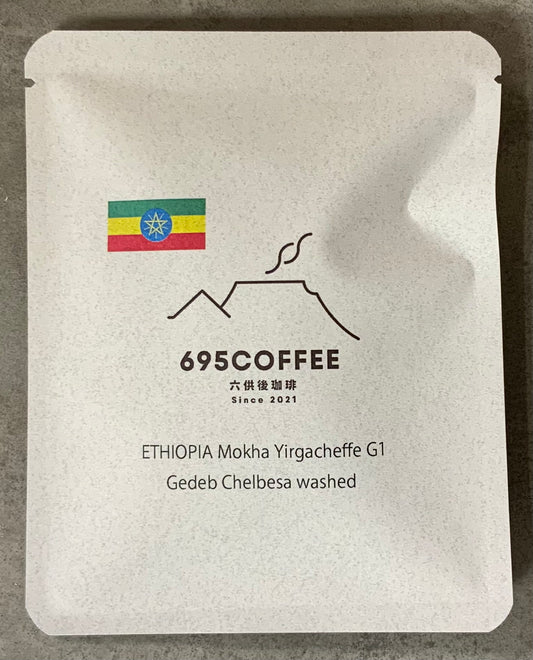 695COFFEE
六供後珈琲
Since 2021
ETHIOPIA Mokha Yirgacheffe G1
Gedeb Chelbesa washed